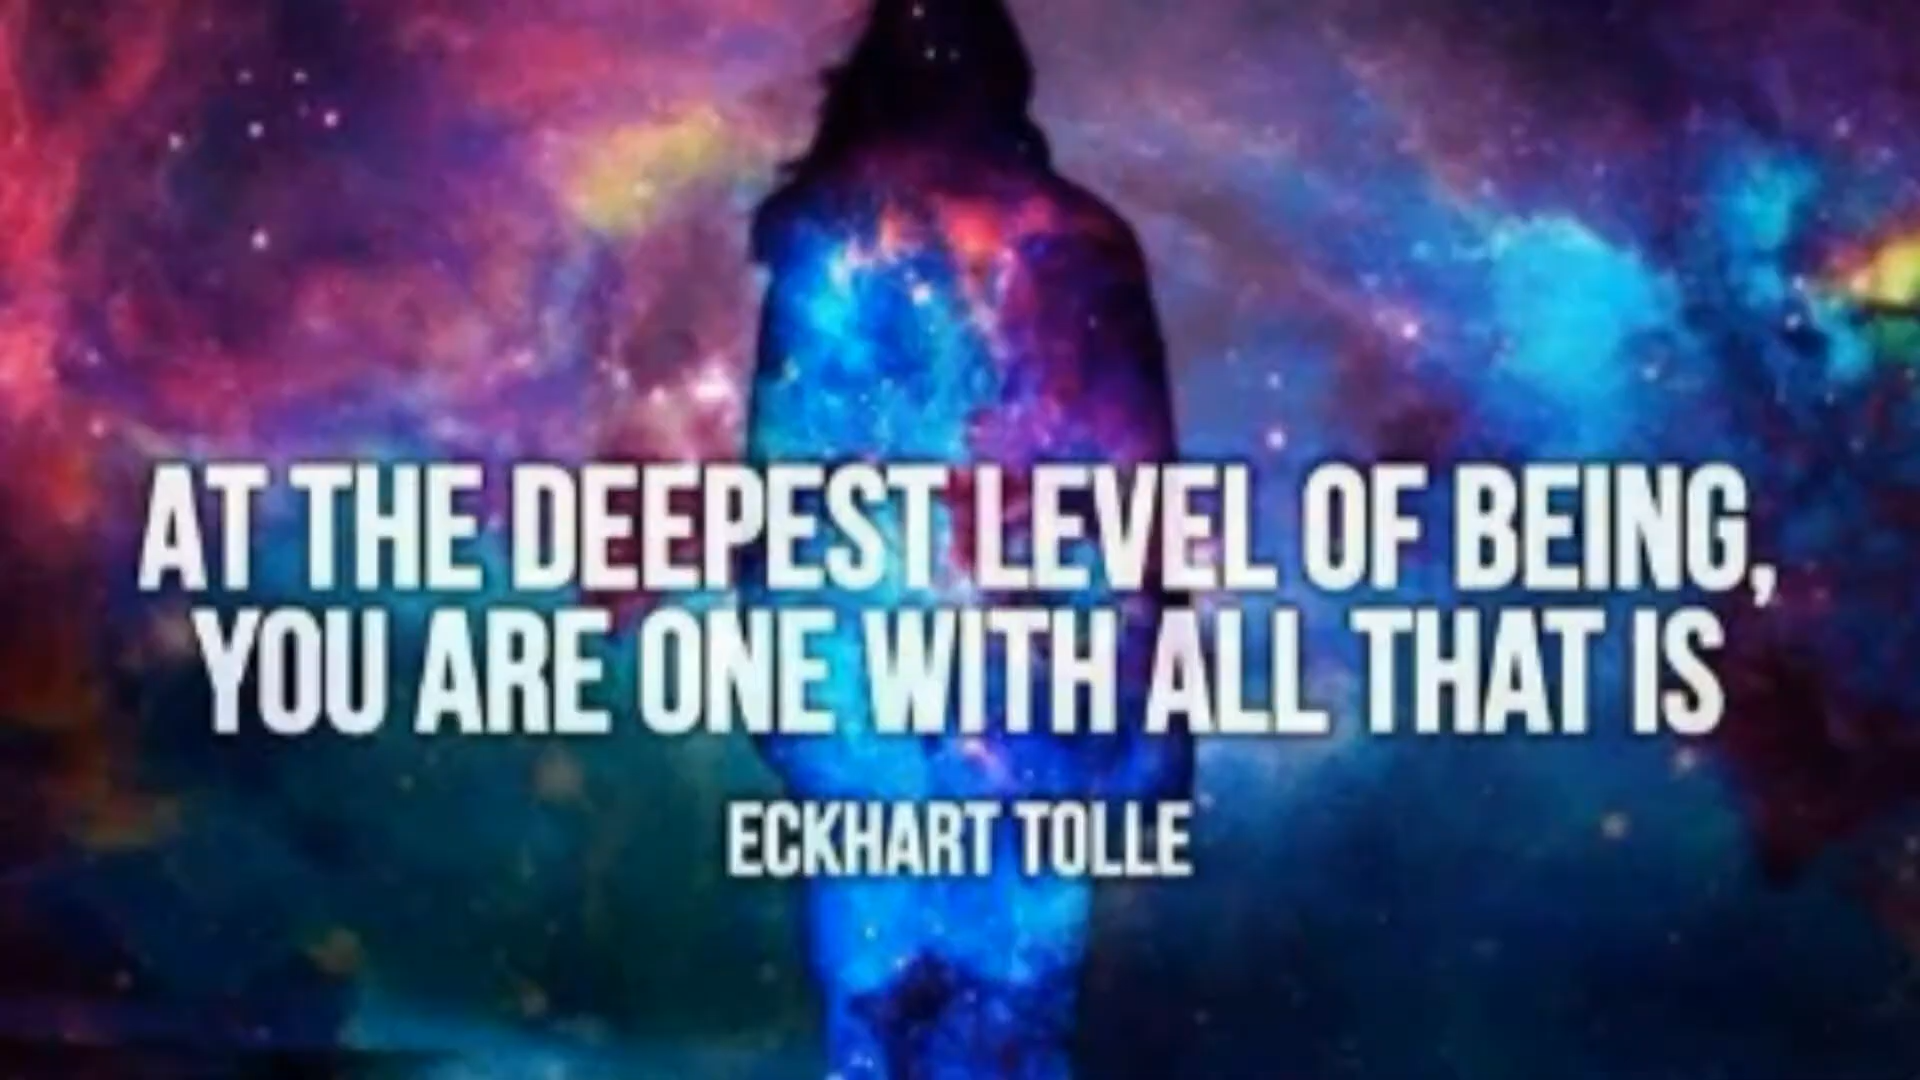 AT THE DEEPEST LEVEL OF BEING,
YOU ARE ONE WITH ALL THAT IS
ECKHART TOLLE